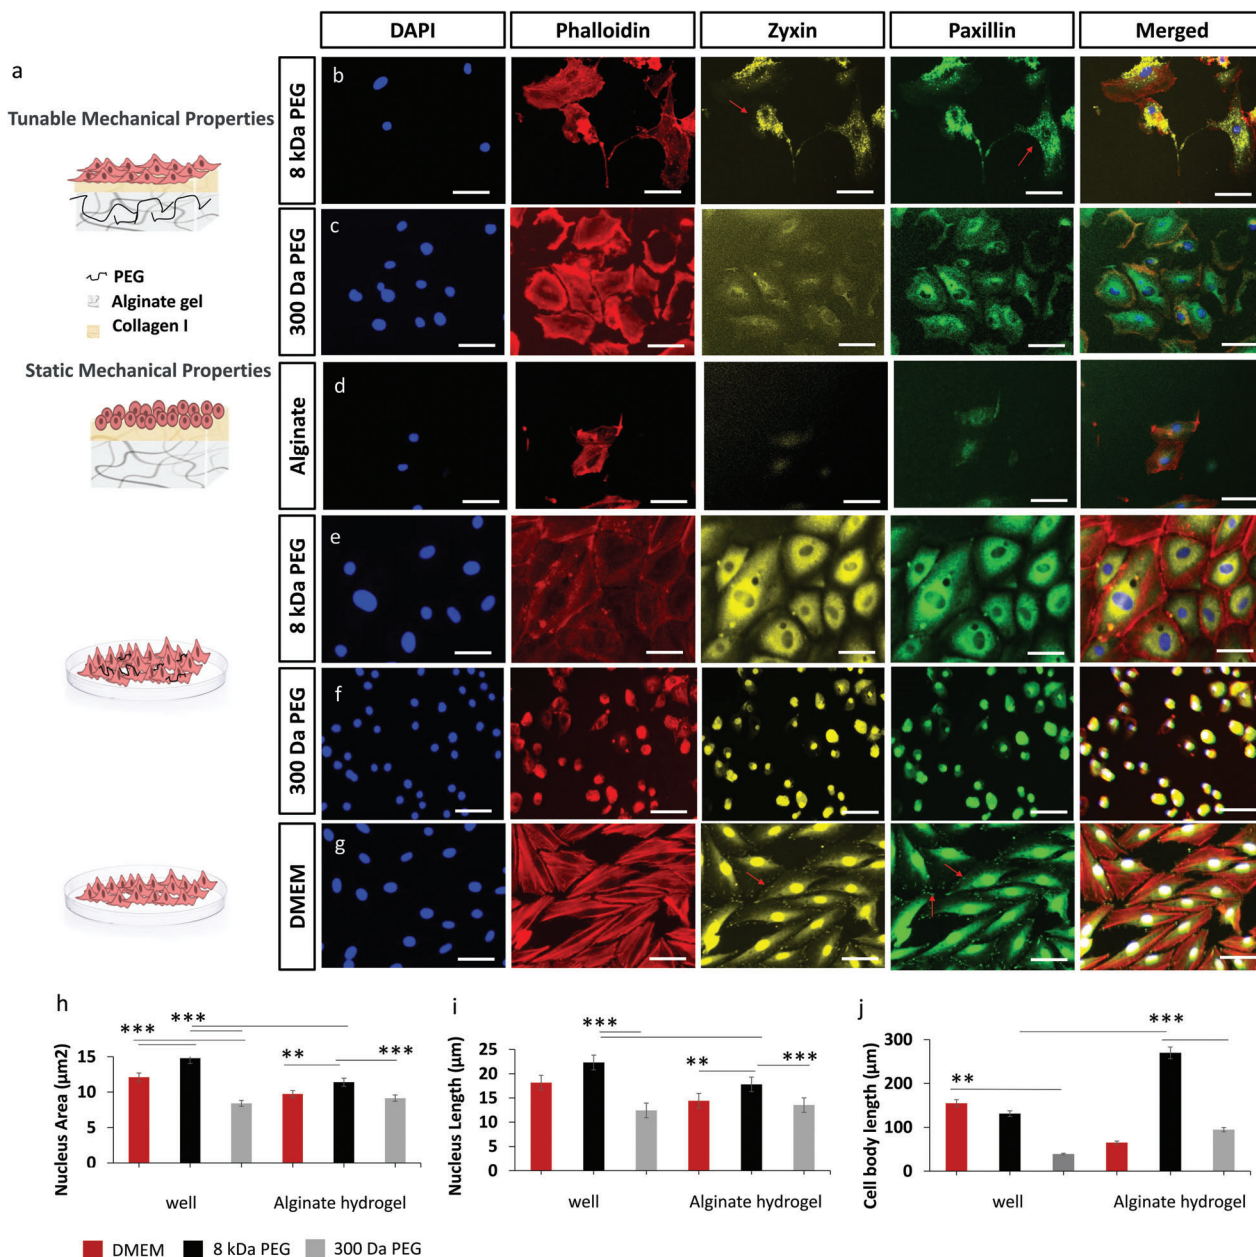 DAPI Phalloidin Zyxin Paxillin Merged
a
Tunable Mechanical Properties
PEG
Alginate gel
Collagen I
Static Mechanical Properties
8 kDa PEG
b
300 Da PEG
c
Alginate
d
8 kDa PEG
e
300 Da PEG
f
DMEM
g
h
*** *** ** ***
Nucleus Area (μm2)
15
10
5
0
well Alginate hydrogel
i
*** ** ***
Nucleus Length (μm)
25
20
15
10
5
0
well Alginate hydrogel
j
** ***
Cell body length (μm)
300
200
100
0
well Alginate hydrogel
DMEM 8 kDa PEG 300 Da PEG